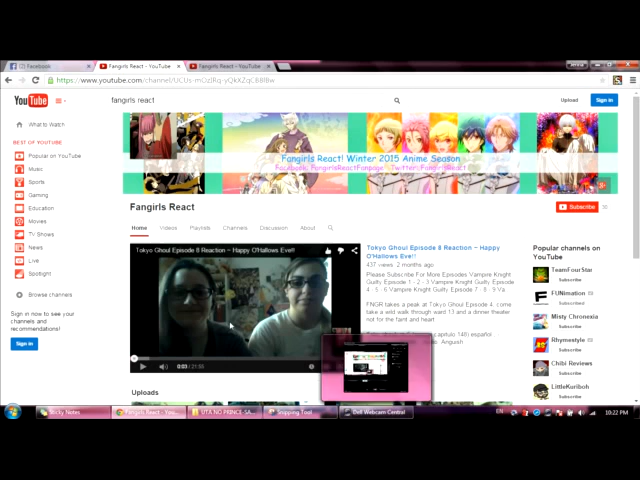 (2) Facebook
Fangirls React - YouTube
Fangirls React - YouTube
https://www.youtube.com/channel/
YouTube
fangirls react
Upload
Sign in
What to Watch
BEST OF YOUTUBE
Popular on YouTube
Music
Sports
Gaming
Education
Movies
TV Shows
News
Live
Spotlight
Browse channels
Sign in now to see your
channels and
recommendations!
Sign in
Fangirls React! Winter 2015 Anime Season
Fangirls React
Subscribe
Home
Videos
Playlists
Channels
Discussion
About
Tokyo Ghoul Episode 8 Reaction ~ Happy O'Hallows Eve!!
0:03 / 21:55
Tokyo Ghoul Episode 8 Reaction ~ Happy
O'Hallows Eve!!
437 views 2 months ago
Please Subscribe For More Episodes Vampire Knight
Guilty Episode 1 - 2 - 3 Vampire Knight Guilty Episode
4 - 5 - 6 Vampire Knight Guilty Episode 7 - 8 - 9 Va
FNGR takes a peak at Tokyo Ghoul Episode 4. come
take a wild walk through ward 13 and a dinner theater
not for the faint and heart
español
Uploads
Popular channels on
YouTube
TeamFourStar
Subscribe
FUNimation
Subscribed
Misty Chronexia
Subscribe
Rhymestyle
Subscribe
Chibi Reviews
Subscribe
LittleKuriboh
Subscribe
Sticky Notes
Fangirls React - You...
UTA NO PRINCE-SA...
Snipping Tool
Dell Webcam Central
EN
10:22 PM